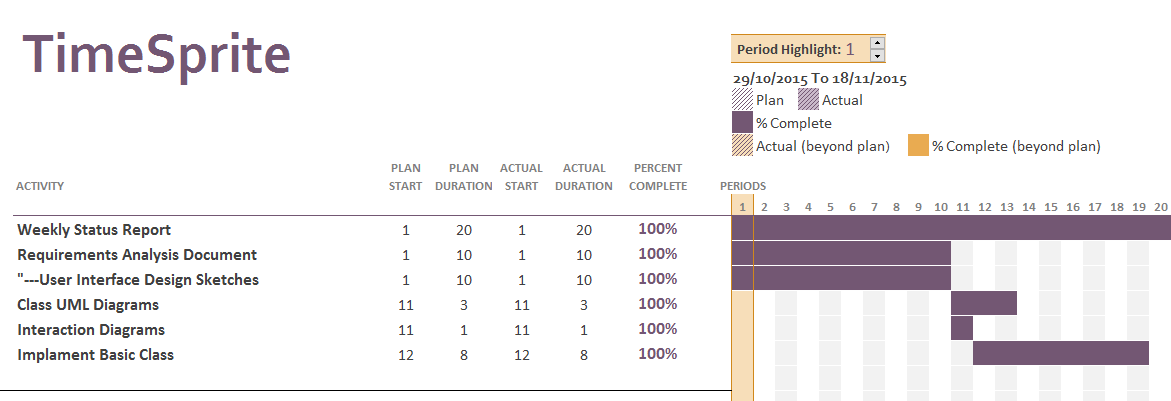 TimeSprite
Period Highlight: 1
29/10/2015 To 18/11/2015
Plan Actual
% Complete
Actual (beyond plan) % Complete (beyond plan)
PLAN PLAN ACTUAL ACTUAL PERCENT
ACTIVITY START DURATION START DURATION COMPLETE PERIODS
1 2 3 4 5 6 7 8 9 10 11 12 13 14 15 16 17 18 19 20
Weekly Status Report 1 20 1 20 100%
Requirements Analysis Document 1 10 1 10 100%
"---User Interface Design Sketches 1 10 1 10 100%
Class UML Diagrams 11 3 11 3 100%
Interaction Diagrams 11 1 11 1 100%
Implament Basic Class 12 8 12 8 100%